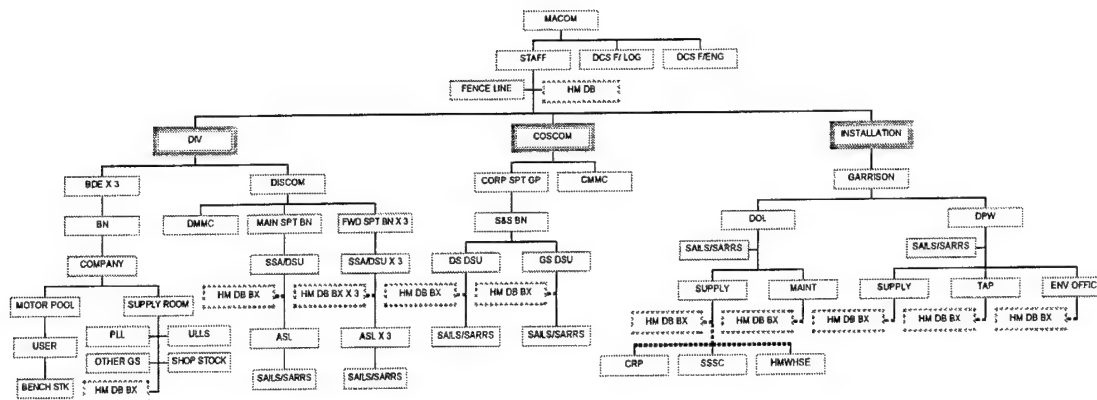 MACOM
STAFF
DCS F/ LOG
DCS F/ENG
FENCE LINE
HM DB
DIV
COSCOM
INSTALLATION
BDE X 3
DISCOM
CORP SPT GP
CMMC
GARRISON
BN
DMMC
MAIN SPT BN
FWD SPT BN X 3
S&S BN
DOL
DPW
COMPANY
SSA/DSU
SSA/DSU X 3
DS DSU
GS DSU
SAILS/SARRS
SAILS/SARRS
MOTOR POOL
SUPPLY ROOM
HM DB BX
HM DB BX X 3
HM DB BX
HM DB BX
SUPPLY
MAINT
SUPPLY
TAP
ENV OFFIC
PLL
ULLS
USER
ASL
ASL X 3
SAILS/SARRS
SAILS/SARRS
HM DB BX
HM DB BX
HM DB BX
HM DB BX
HM DB BX
OTHER GS
SHOP STOCK
CRP
SSSC
HMWHSE
BENCH STK
HM DB BX
SAILS/SARRS
SAILS/SARRS